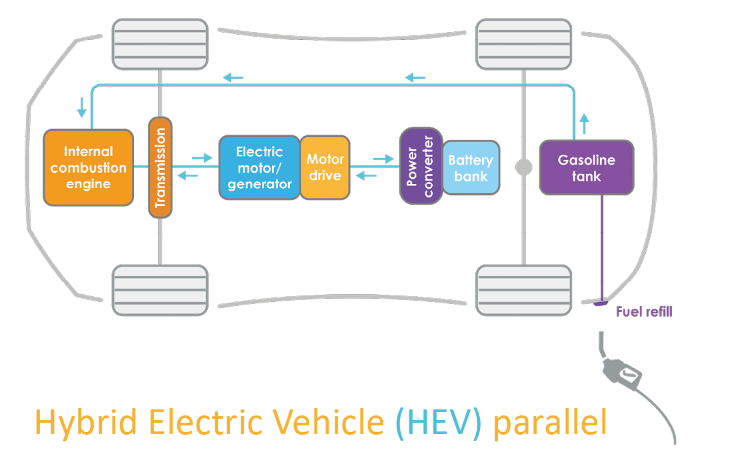 Internal
combustion
engine
Transmission
Electric
motor/
generator
Motor
drive
Power
converter
Battery
bank
Gasoline
tank
Fuel refill
Hybrid Electric Vehicle (HEV) parallel